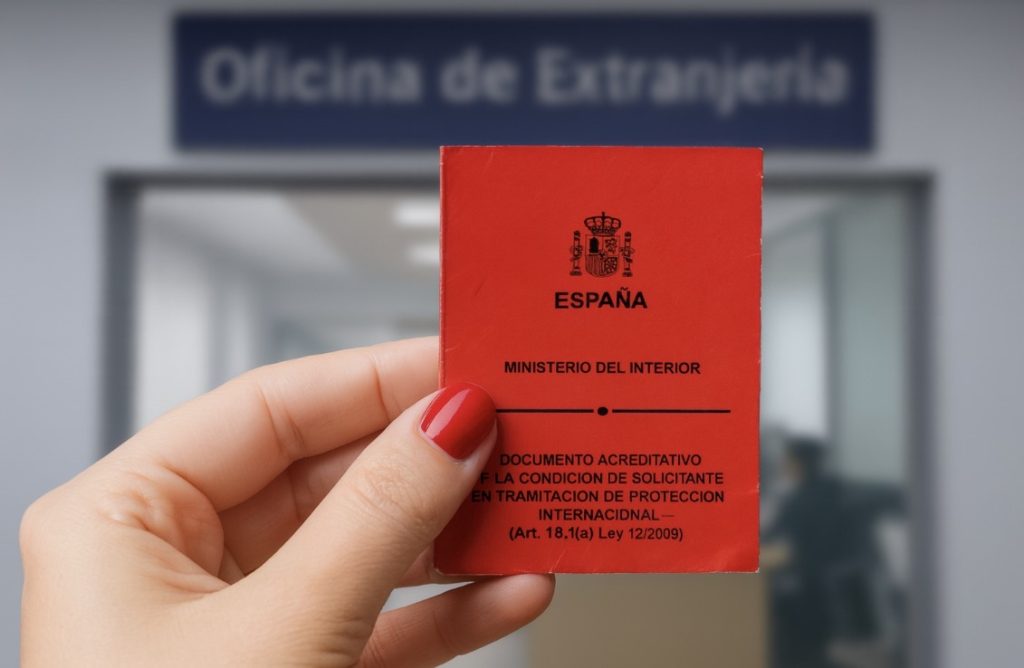 Oficina de Extranjeria
ESPAÑA
MINISTERIO DEL INTERIOR
DOCUMENTO ACREDITATIVO
LA CONDICION DE SOLICITANTE
EN TRAMITACION DE PROTECCION
INTERNACIDNAL—
(Art. 18.1(a) Ley 12/2009)